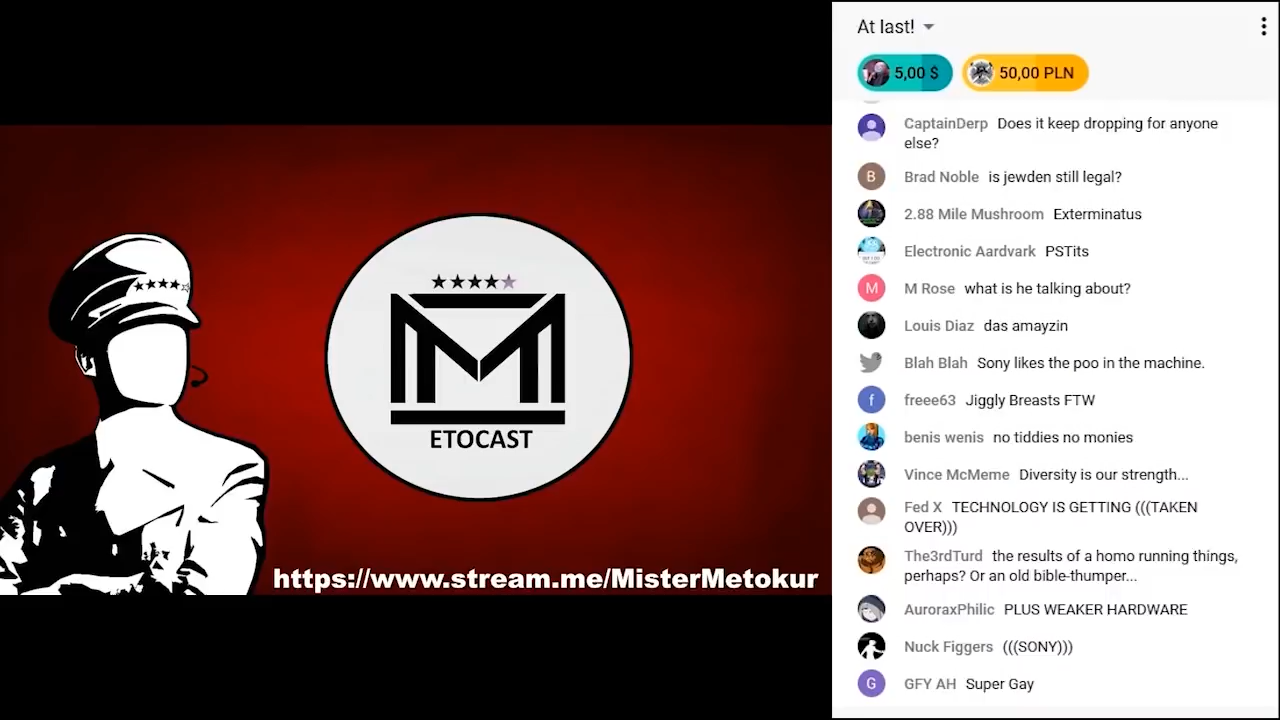 ETOCAST
https://www.stream.me/MisterMetokur
At last!
5,00 $
50,00 PLN
CaptainDerp Does it keep dropping for anyone
else?
B
Brad Noble is jewden still legal?
2.88 Mile Mushroom Exterminatus
Electronic Aardvark PSTits
M
M Rose what is he talking about?
Louis Diaz das amayzin
Blah Blah Sony likes the poo in the machine.
f
freee63 Jiggly Breasts FTW
benis wenis no tiddies no monies
Vince McMeme Diversity is our strength...
Fed X TECHNOLOGY IS GETTING (((TAKEN
OVER)))
The3rdTurd the results of a homo running things,
perhaps? Or an old bible-thumper...
AuroraxPhilic PLUS WEAKER HARDWARE
Nuck Figgers (((SONY)))
G
GFY AH Super Gay